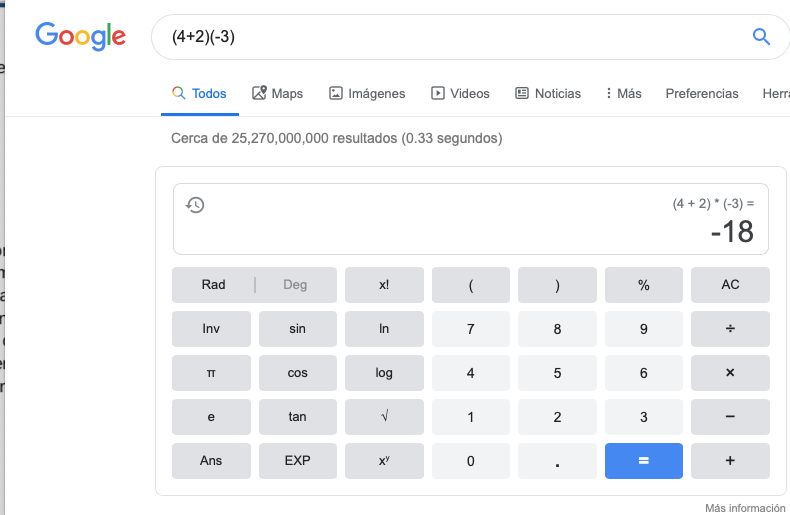 Google (4+2)(-3)
Todos Maps Imágenes Videos Noticias Más Preferencias Herra
Cerca de 25,270,000,000 resultados (0.33 segundos)
(4 + 2) * (-3) =
-18
Rad Deg x! ( ) % AC
Inv sin ln 7 8 9 ÷
π cos log 4 5 6 ×
e tan √ 1 2 3 −
Ans EXP xʸ 0 . = +
Más información